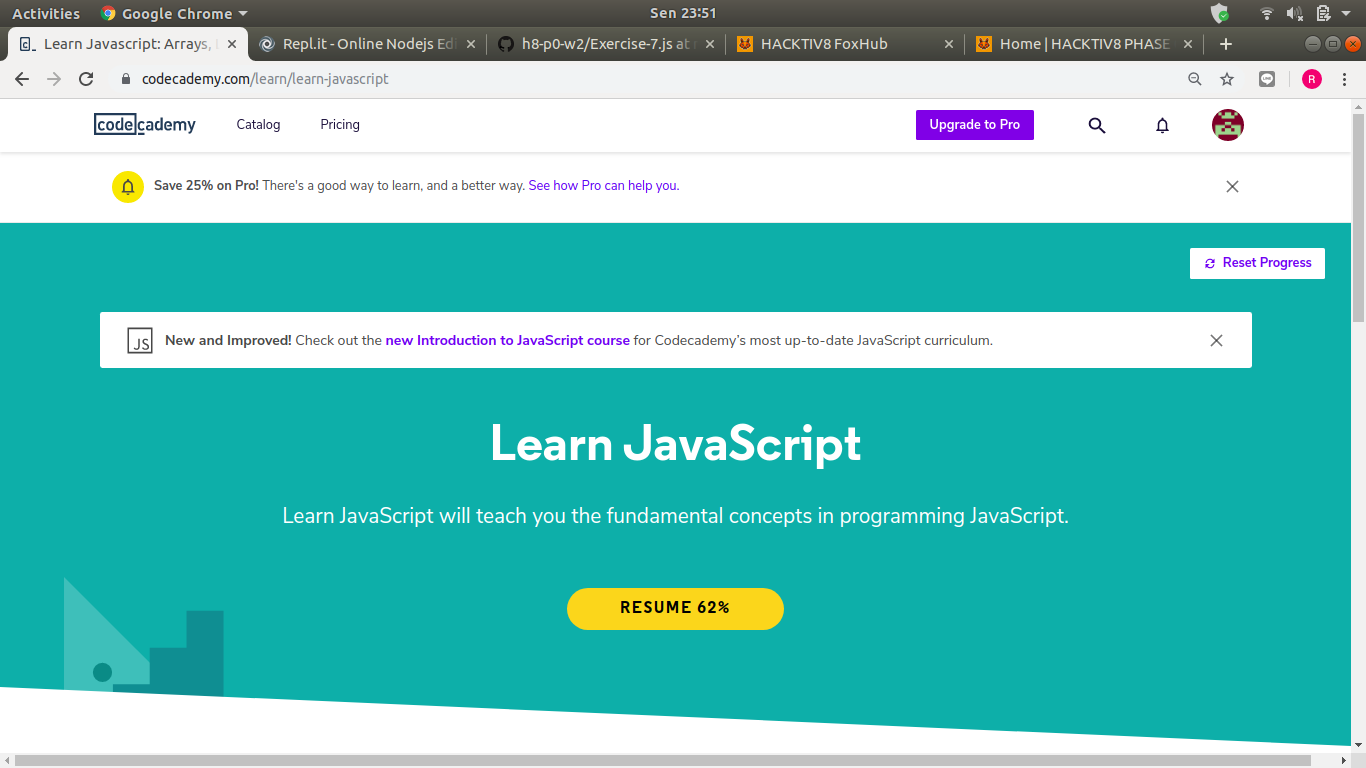 Activities Google Chrome Sen 23:51
Learn Javascript: Arrays, Repl.it - Online Nodejs Edi h8-p0-w2/Exercise-7.js at HACKTIV8 FoxHub Home | HACKTIV8 PHASE
codecademy.com/learn/learn-javascript R
codecademy Catalog Pricing Upgrade to Pro
Save 25% on Pro! There's a good way to learn, and a better way. See how Pro can help you.
Reset Progress
JS New and Improved! Check out the new Introduction to JavaScript course for Codecademy's most up-to-date JavaScript curriculum.
Learn JavaScript
Learn JavaScript will teach you the fundamental concepts in programming JavaScript.
RESUME 62%